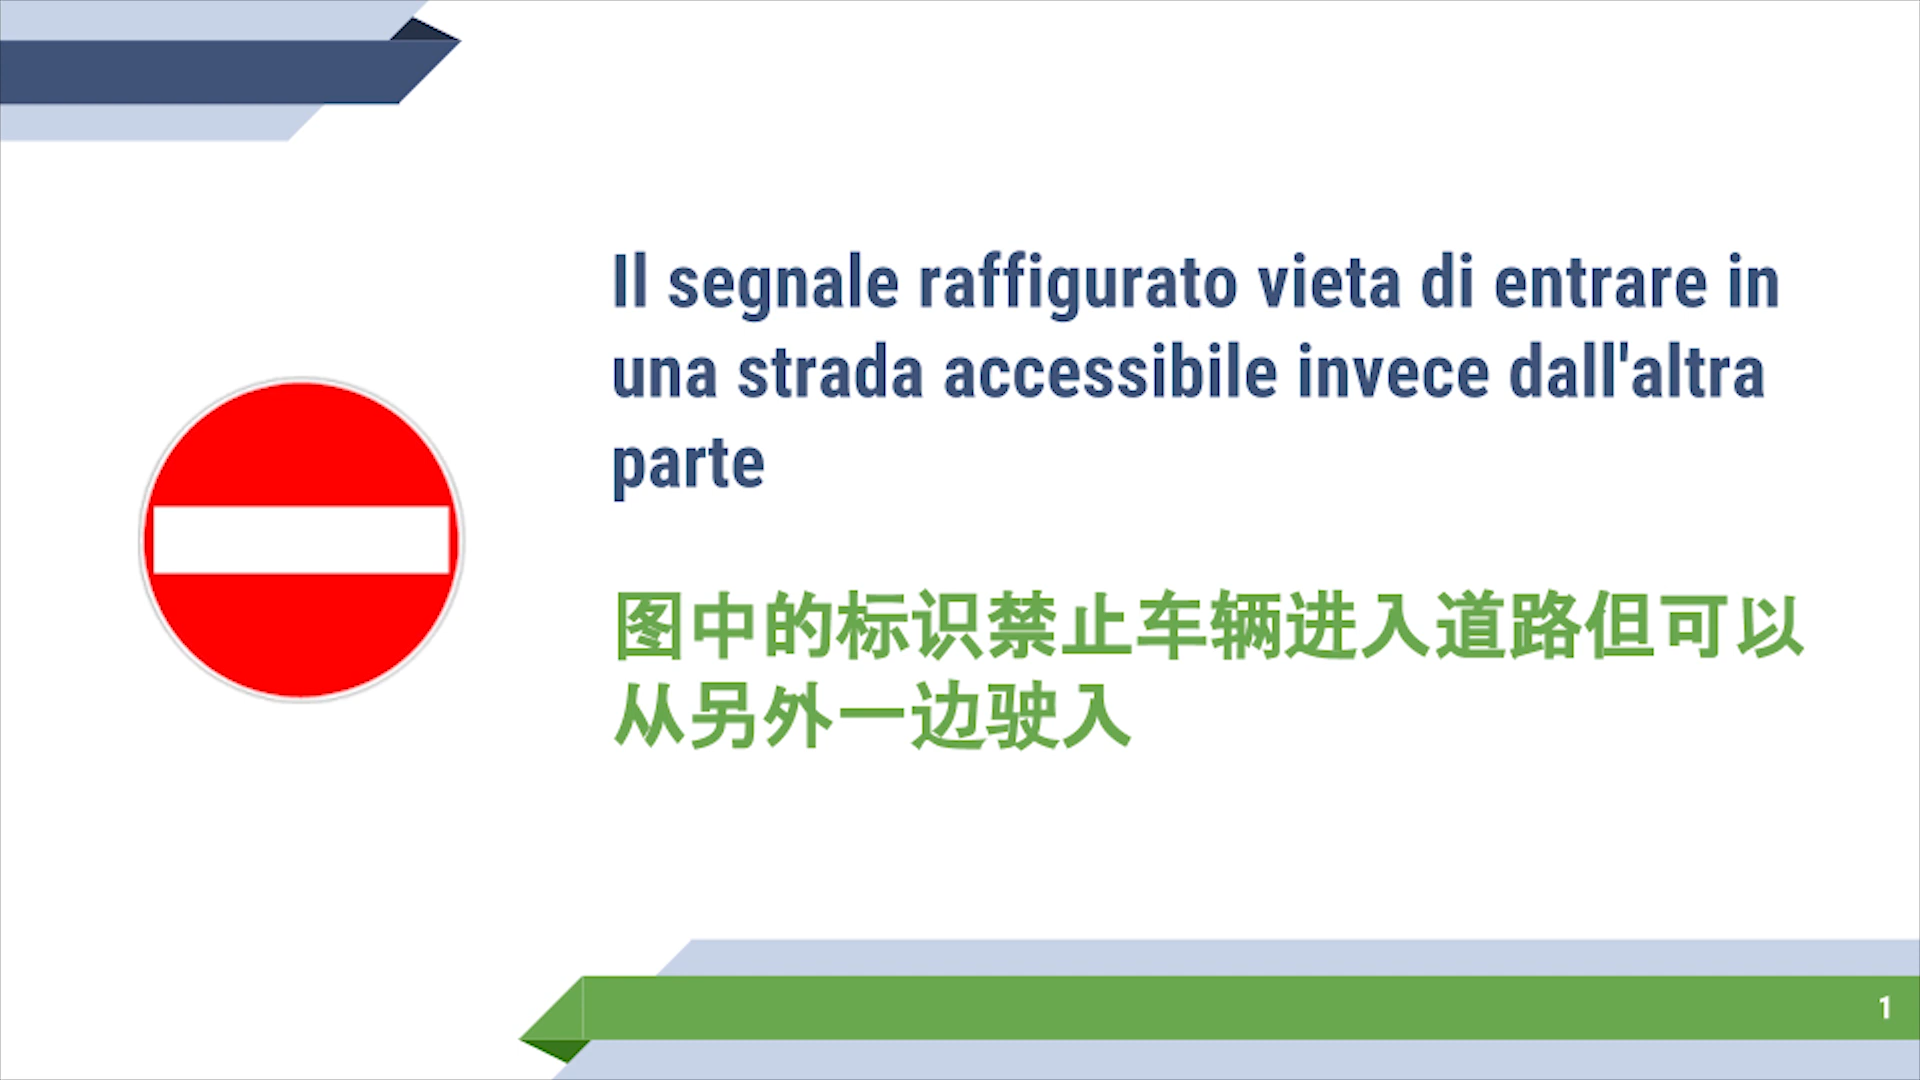 Il segnale raffigurato vieta di entrare in
una strada accessibile invece dall'altra
parte
图中的标识禁止车辆进入道路但可以
从另外一边驶入
1